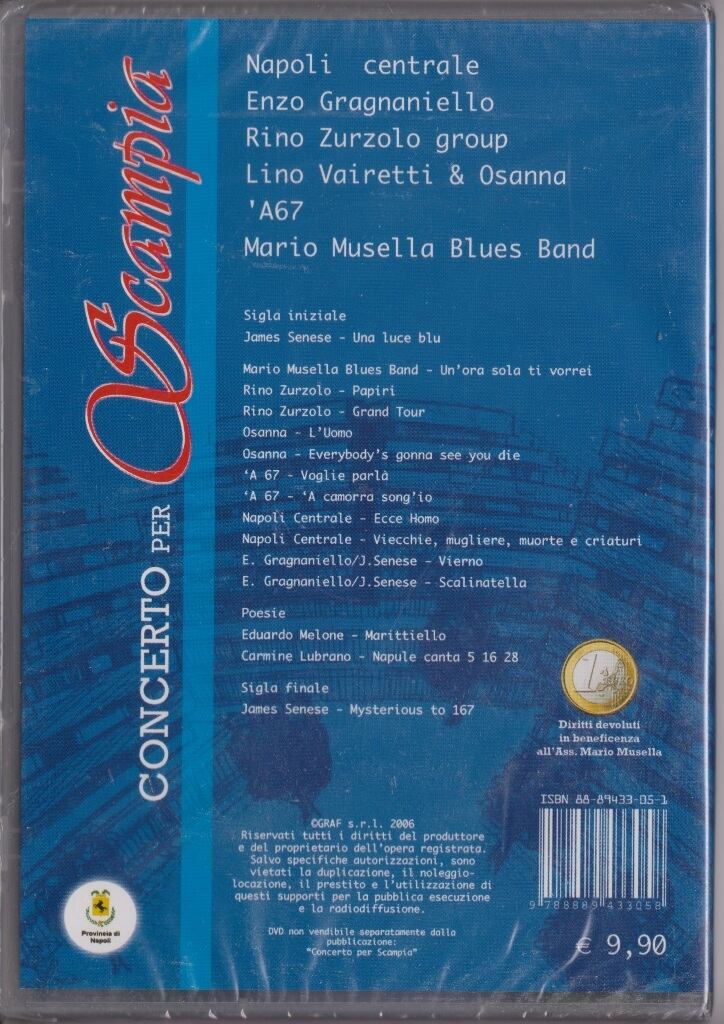 CONCERTO PER Scampia
Napoli centrale
Enzo Gragnaniello
Rino Zurzolo group
Lino Vairetti & Osanna
'A67
Mario Musella Blues Band
Sigla iniziale
James Senese - Una luce blu
Mario Musella Blues Band - Un'ora sola ti vorrei
Rino Zurzolo - Papiri
Rino Zurzolo - Grand Tour
Osanna - L'Uomo
Osanna - Everybody's gonna see you die
‘A 67 - Voglie parlà
‘A 67 - ‘A camorra song'io
Napoli Centrale - Ecce Homo
Napoli Centrale - Viecchie, mugliere, muorte e criaturi
E. Gragnaniello/J.Senese - Vierno
E. Gragnaniello/J.Senese - Scalinatella
Poesie
Eduardo Melone - Marittiello
Carmine Lubrano - Napule canta 5 16 28
Sigla finale
James Senese - Mysterious to 167
1
Diritti devoluti
in beneficenza
all'Ass. Mario Musella
©GRAF s.r.l. 2006
Riservati tutti i diritti del produttore
e del proprietario dell'opera registrata.
Salvo specifiche autorizzazioni, sono
vietati la duplicazione, il noleggio-
locazione, il prestito e l'utilizzazione di
questi supporti per la pubblica esecuzione
e la radiodiffusione.
DVD non vendibile separatamente dalla
pubblicazione:
"Concerto per Scampia"
ISBN 88-89433-05-1
9 788889 433058
€ 9,90
Provincia di
Napoli